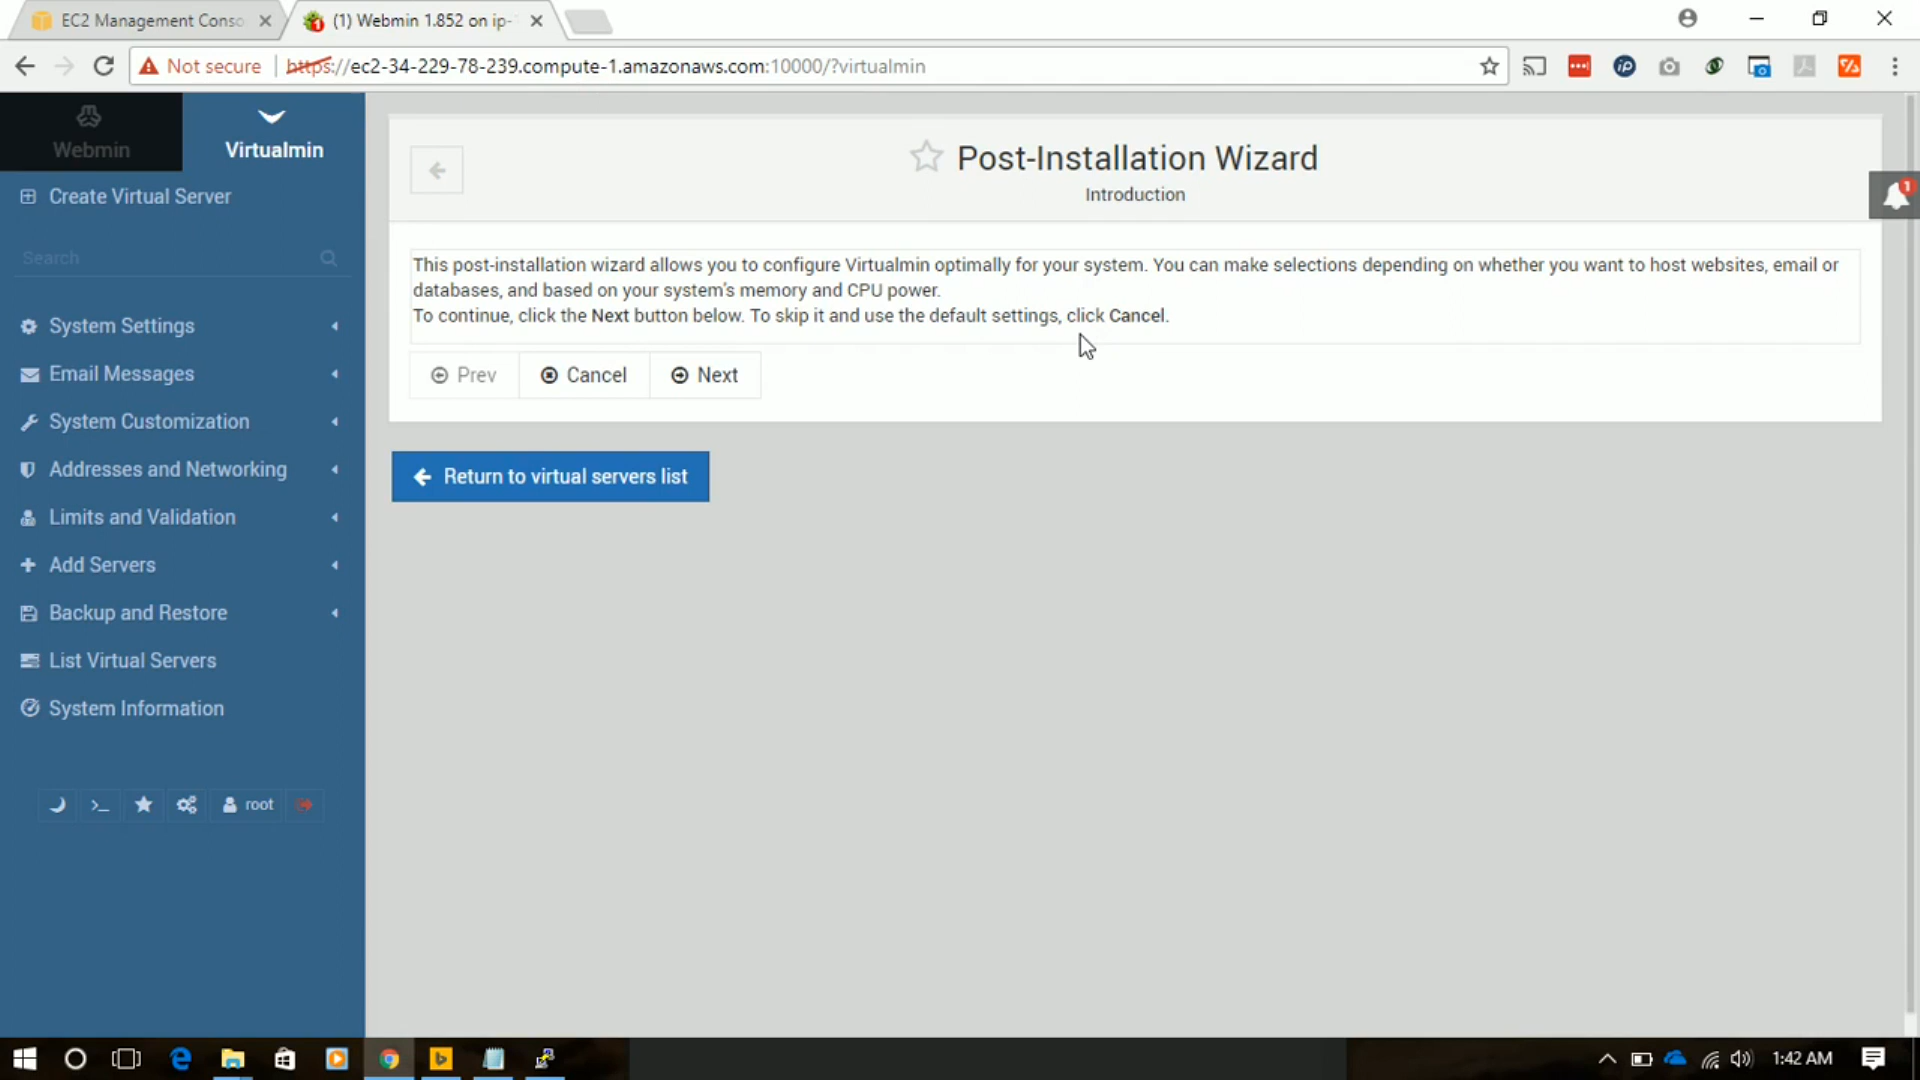 EC2 Management Conso
(1) Webmin 1.852 on ip-
Not secure
https://ec2-34-229-78-239.compute-1.amazonaws.com:10000/?virtualmin
Webmin
Virtualmin
Create Virtual Server
Search
System Settings
Email Messages
System Customization
Addresses and Networking
Limits and Validation
Add Servers
Backup and Restore
List Virtual Servers
System Information
root
Post-Installation Wizard
Introduction
1
This post-installation wizard allows you to configure Virtualmin optimally for your system. You can make selections depending on whether you want to host websites, email or
databases, and based on your system's memory and CPU power.
To continue, click the Next button below. To skip it and use the default settings, click Cancel.
Prev
Cancel
Next
Return to virtual servers list
1:42 AM